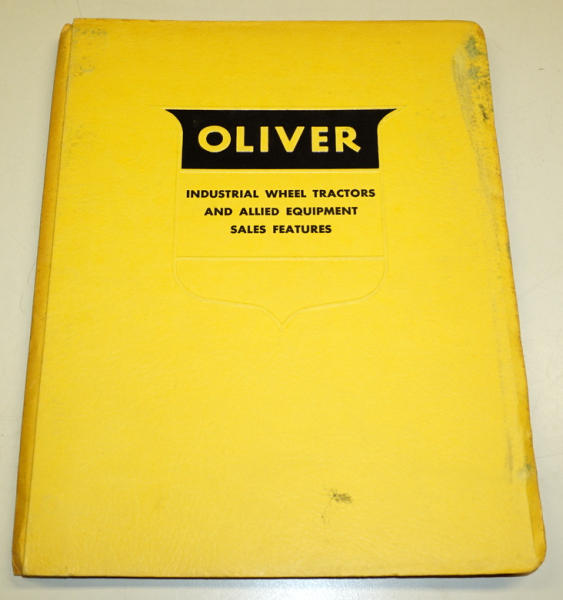 OLIVER
INDUSTRIAL WHEEL TRACTORS
AND ALLIED EQUIPMENT
SALES FEATURES